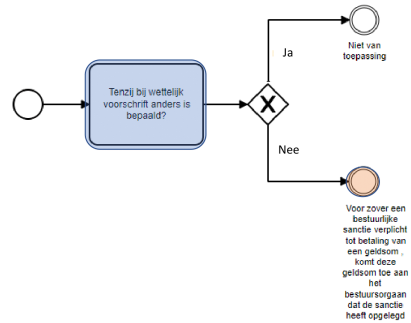 Tenzij bij wettelijk
voorschrift anders is
bepaald?
Ja
Niet van
toepassing
Nee
Voor zover een
bestuurlijke
sanctie verplicht
tot betaling van
een geldsom ,
komt deze
geldsom toe aan
het
bestuursorgaan
dat de sanctie
heeft opgelegd